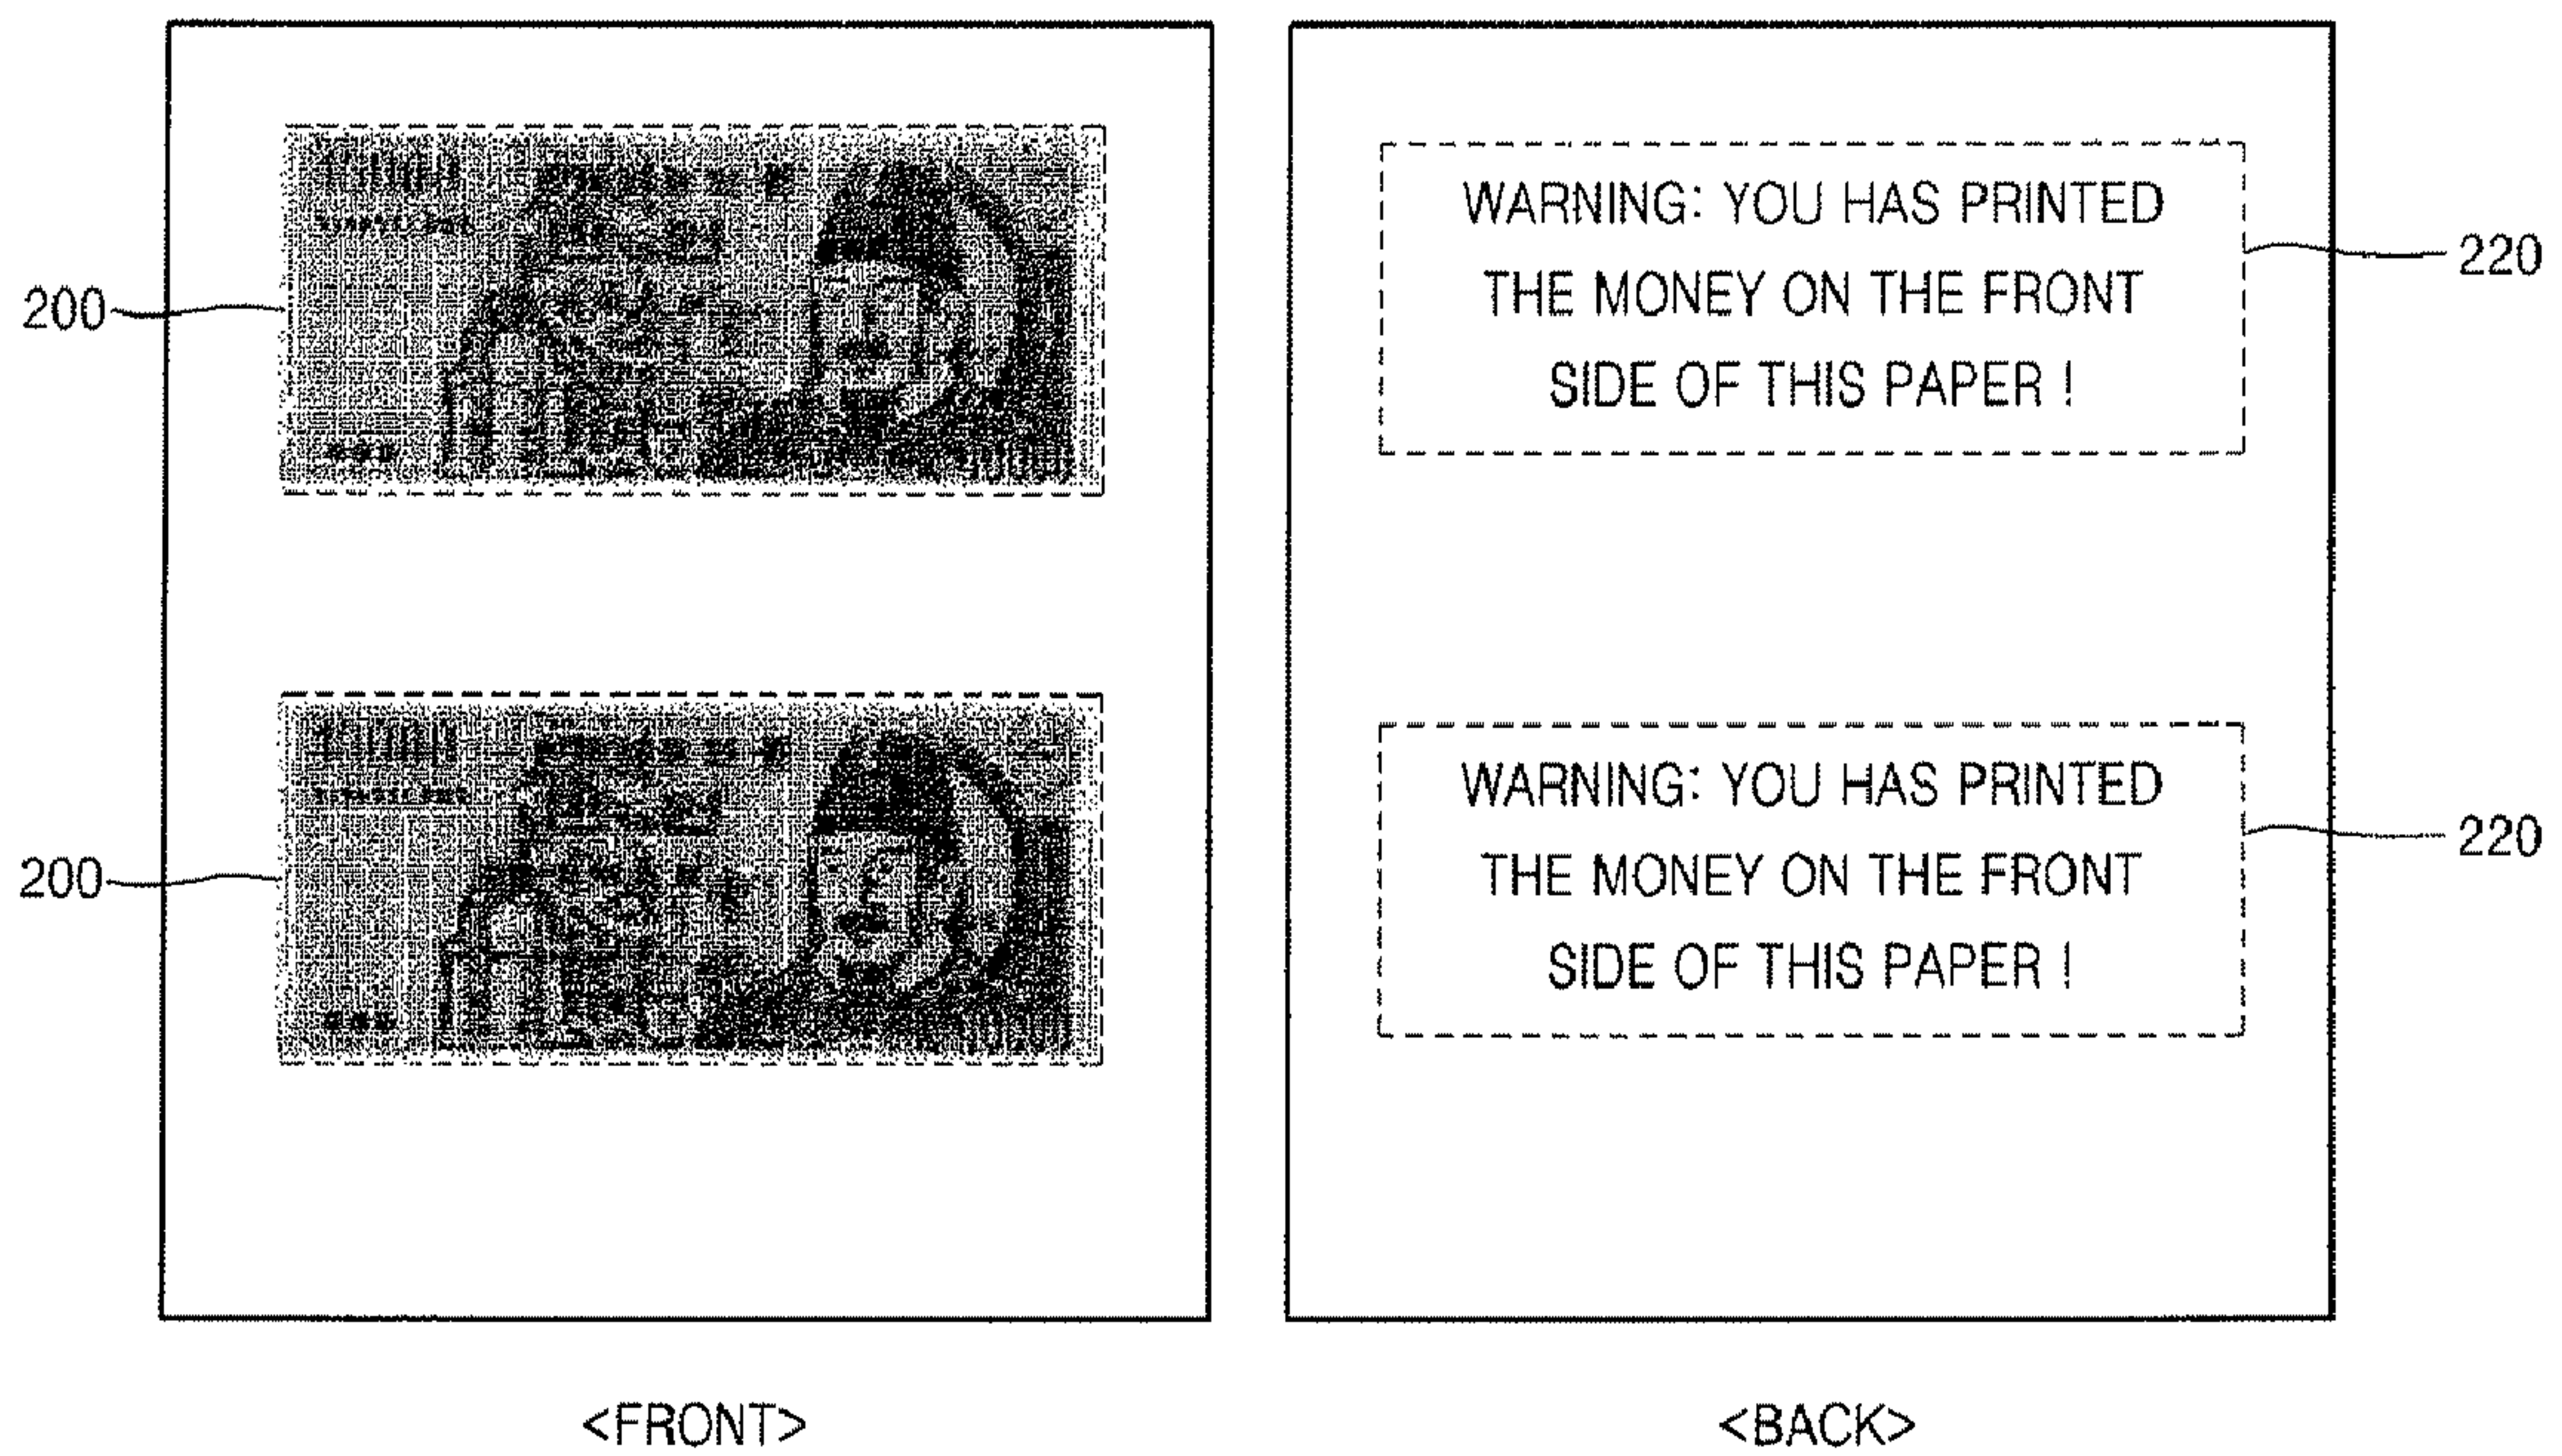 200
200
<FRONT>
WARNING: YOU HAS PRINTED
THE MONEY ON THE FRONT
SIDE OF THIS PAPER !
220
WARNING: YOU HAS PRINTED
THE MONEY ON THE FRONT
SIDE OF THIS PAPER !
220
<BACK>